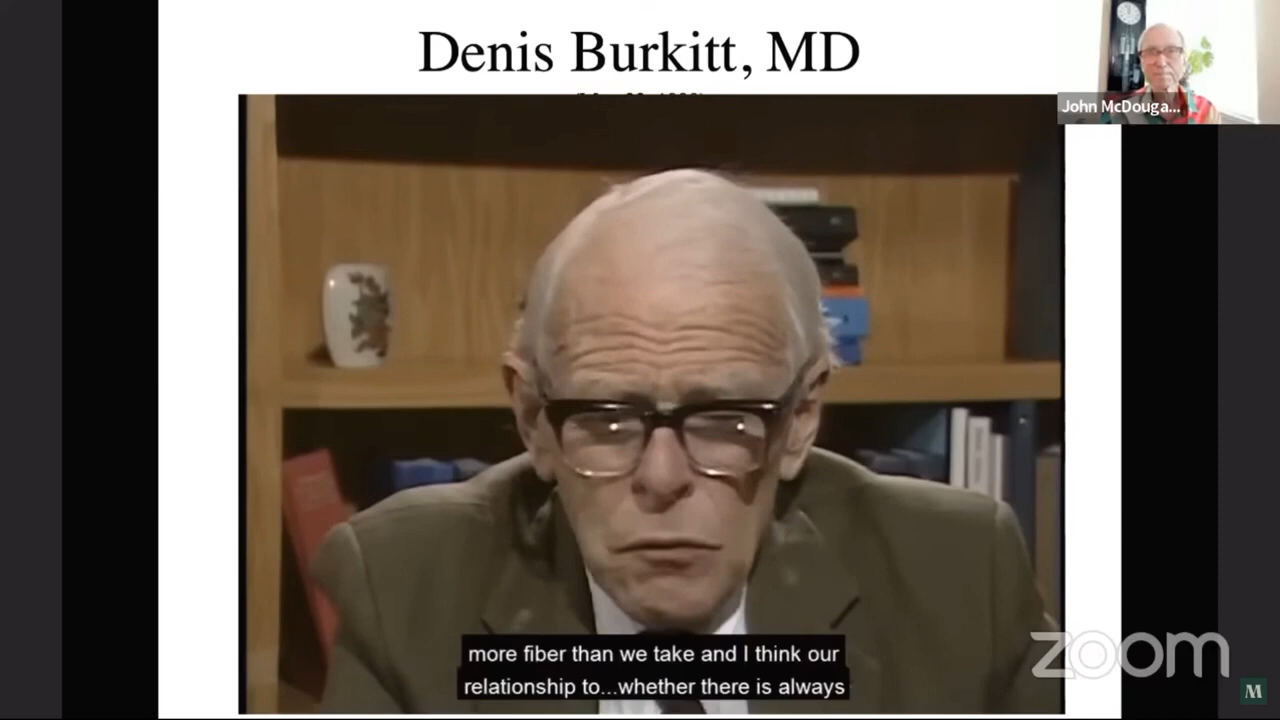 Denis Burkitt, MD
John McDouga...
more fiber than we take and I think our
relationship to...whether there is always
zoom
M